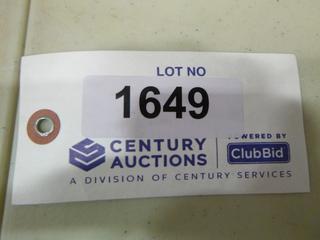 LOT NO
1649
CENTURY AUCTIONS
POWERED BY
ClubBid
A DIVISION OF CENTURY SERVICES